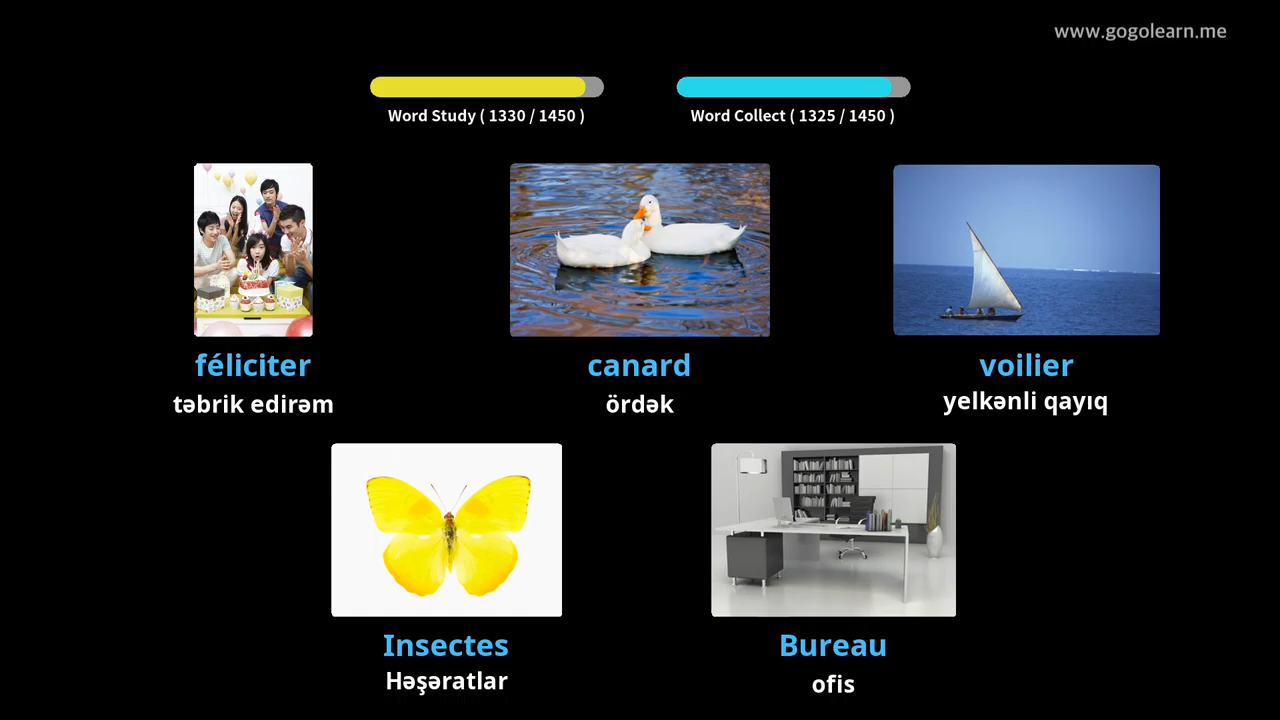 www.gogolearn.me
Word Study ( 1330 / 1450 )
Word Collect ( 1325 / 1450 )
féliciter
təbrik edirəm
canard
ördək
voilier
yelkənli qayıq
Insectes
Həşəratlar
Bureau
ofis